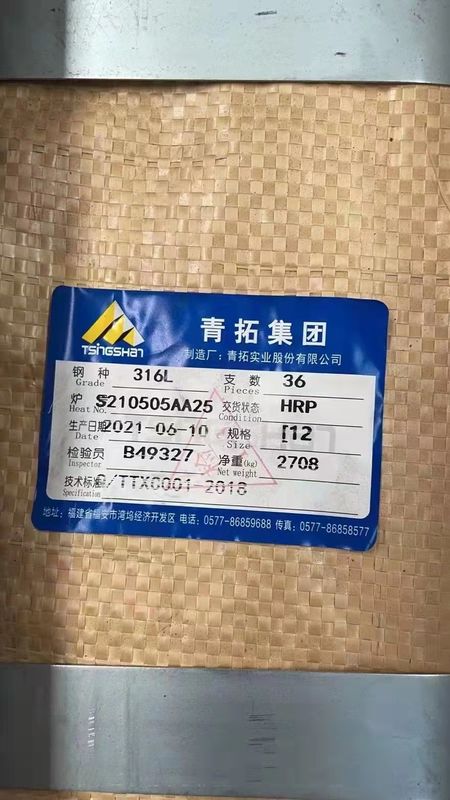 TSINGSHAN
青拓集团
制造厂：青拓实业股份有限公司
钢种 316L 支数 36
Grade Pieces
炉 S210505AA25 交货状态 HRP
Heat No. Condition
生产日期 2021-06-10 规格 [12
Date Size
检验员 B49327 净重(kg) 2708
Inspector Net weight
技术标准 /TTX0001-2018
Specification
地址：福建省福安市湾坞经济开发区 电话：0577-86859688 传真：0577-86858577